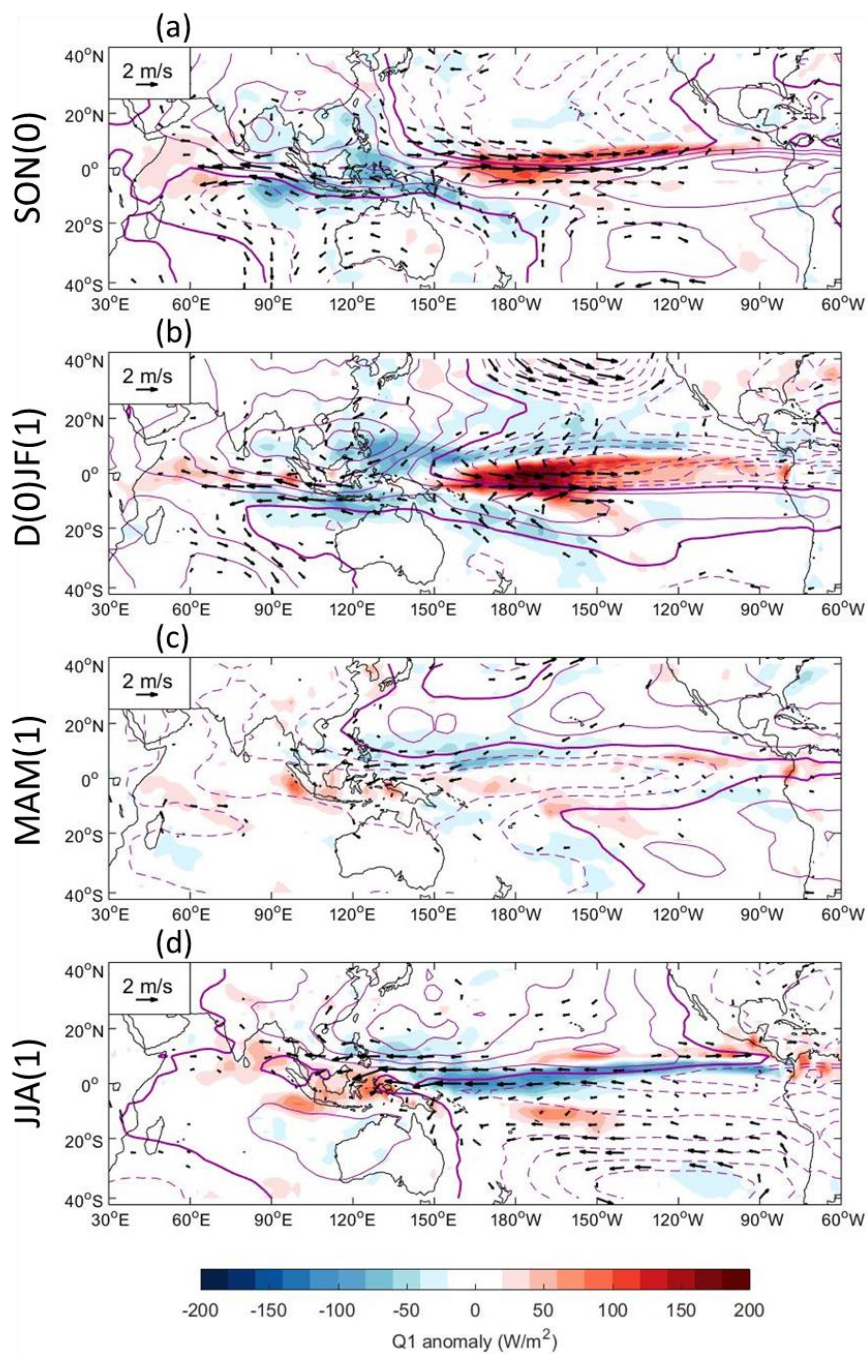 (a)
SON(0)
2 m/s
40°N
20°N
0°
20°S
40°S
30°E 60°E 90°E 120°E 150°E 180°W 150°W 120°W 90°W 60°W
(b)
D(0)JF(1)
2 m/s
40°N
20°N
0°
20°S
40°S
30°E 60°E 90°E 120°E 150°E 180°W 150°W 120°W 90°W 60°W
(c)
MAM(1)
2 m/s
40°N
20°N
0°
20°S
40°S
30°E 60°E 90°E 120°E 150°E 180°W 150°W 120°W 90°W 60°W
(d)
JJA(1)
2 m/s
40°N
20°N
0°
20°S
40°S
30°E 60°E 90°E 120°E 150°E 180°W 150°W 120°W 90°W 60°W
-200 -150 -100 -50 0 50 100 150 200
Q1 anomaly (W/m²)